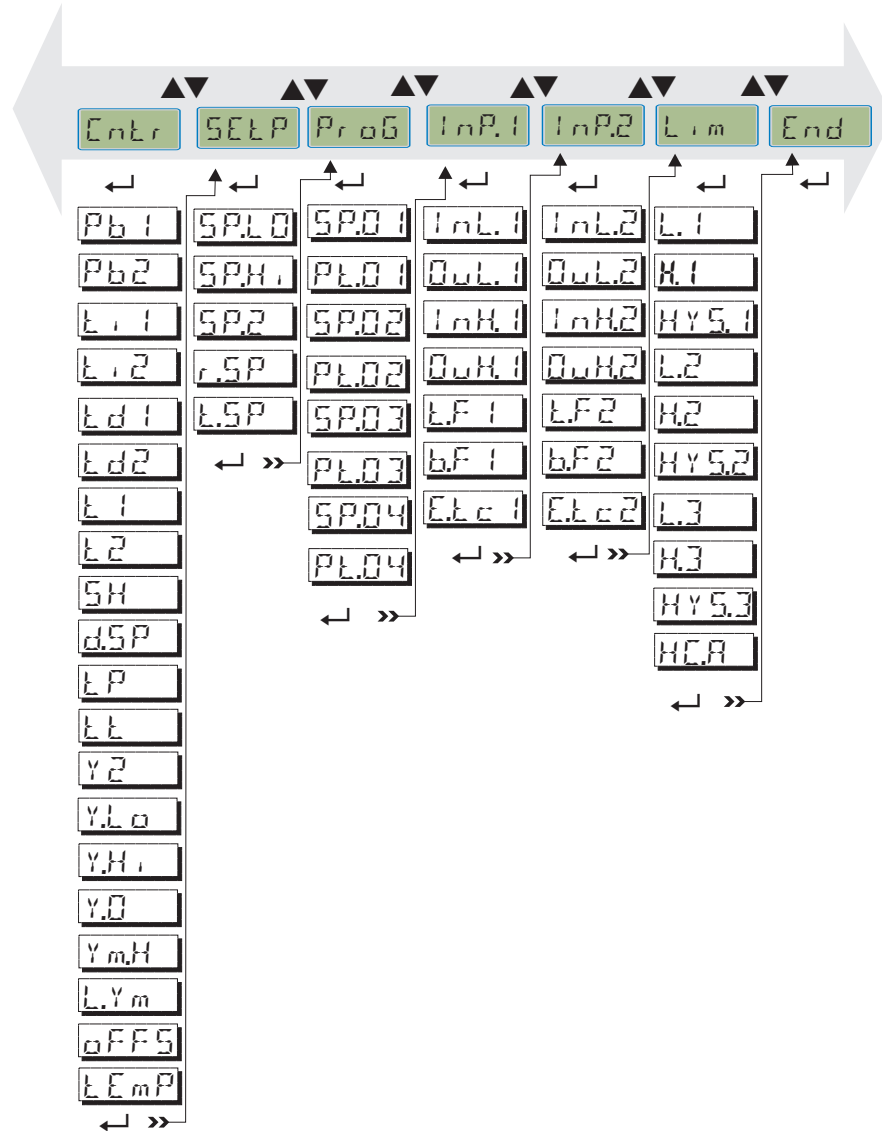 Cntr SEtP ProG InP.1 InP.2 Lim End
Pb1
Pb2
ti1
ti2
td1
td2
t1
t2
SH
d.SP
tP
tt
Y2
Y.Lo
Y.Hi
Y.0
Ym.H
L.Ym
oFFS
tEmP
SP.L0
SP.Hi
SP.2
r.SP
t.SP
SP.01
Pt.01
SP.02
Pt.02
SP.03
Pt.03
SP.04
Pt.04
InL.1
OuL.1
InH.1
OuH.1
t.F1
b.F1
E.tc1
InL.2
OuL.2
InH.2
OuH.2
t.F2
b.F2
E.tc2
L.1
H.1
HYS.1
L.2
H.2
HYS.2
L.3
H.3
HYS.3
HC.A